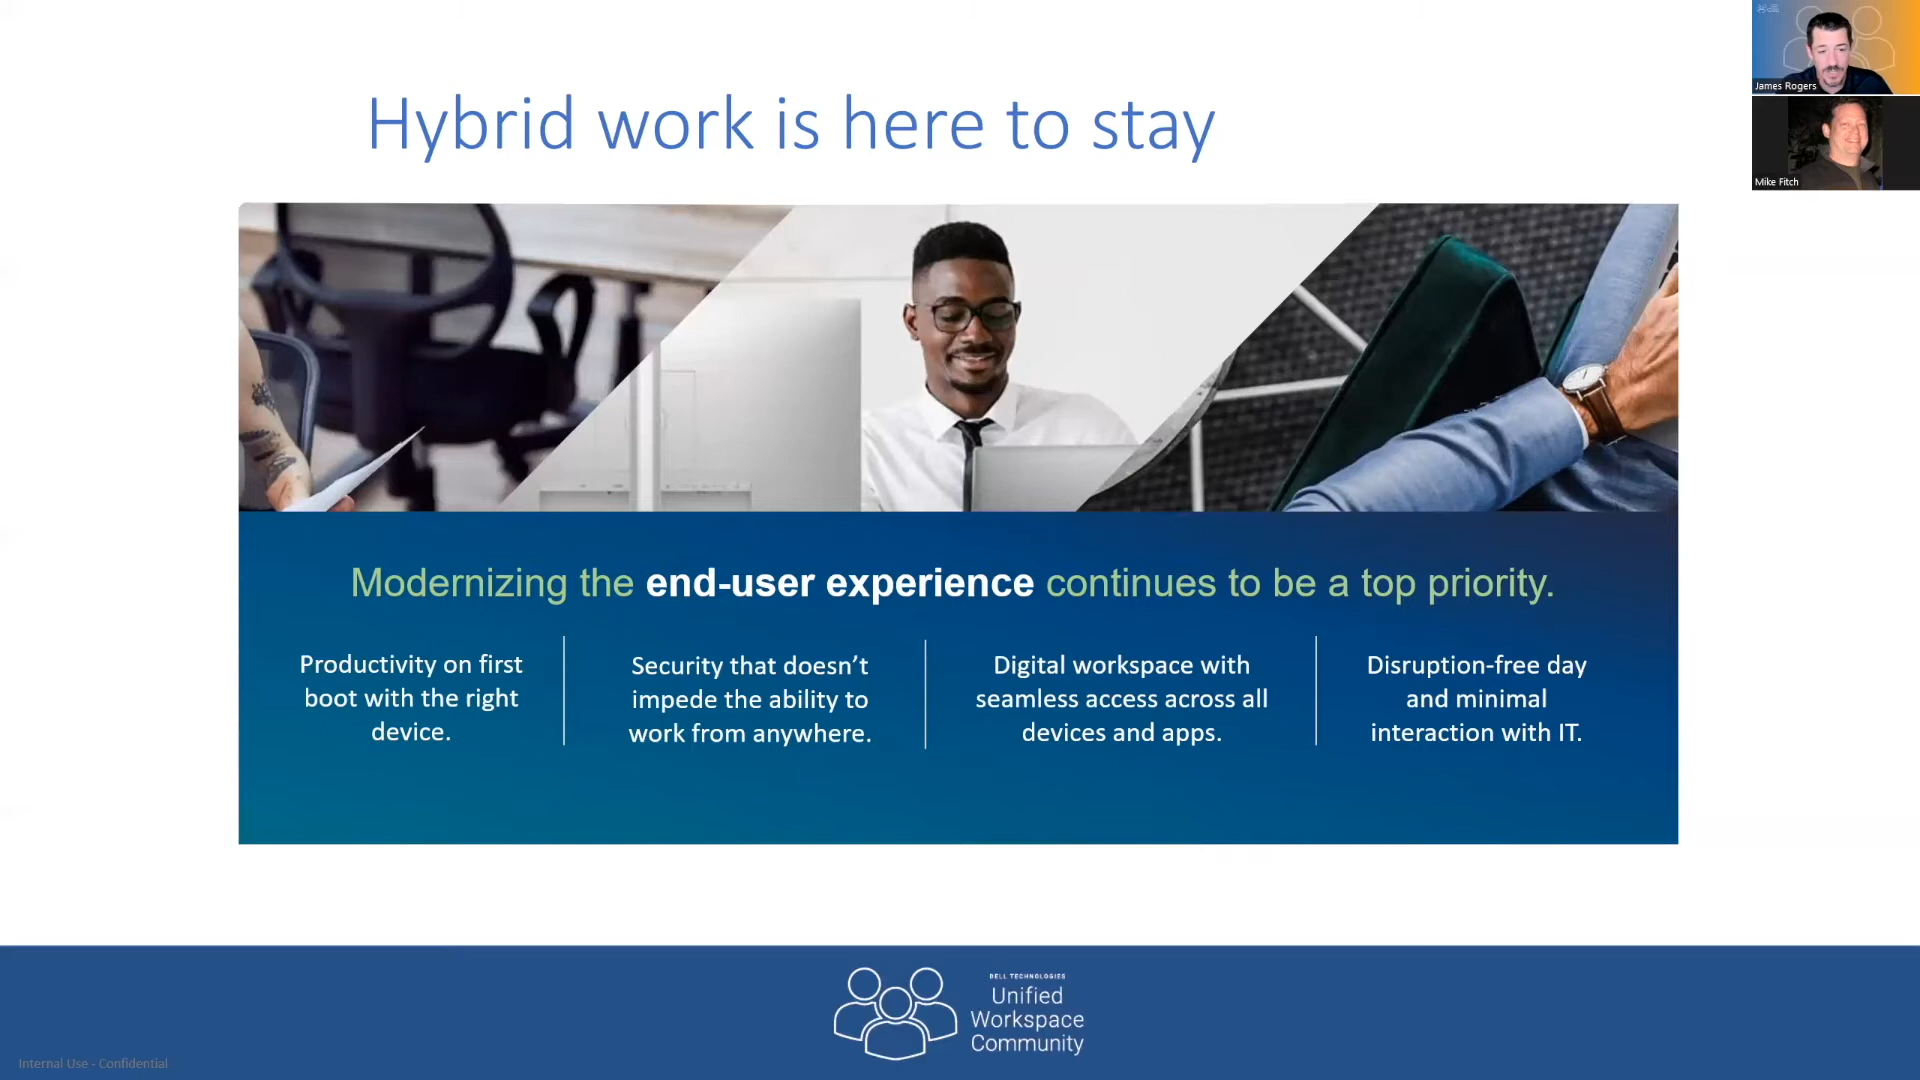 Hybrid work is here to stay
James Rogers
Mike Fitch
Modernizing the end-user experience continues to be a top priority.
Productivity on first
boot with the right
device.
Security that doesn’t
impede the ability to
work from anywhere.
Digital workspace with
seamless access across all
devices and apps.
Disruption-free day
and minimal
interaction with IT.
DELL TECHNOLOGIES
Unified
Workspace
Community
Internal Use - Confidential